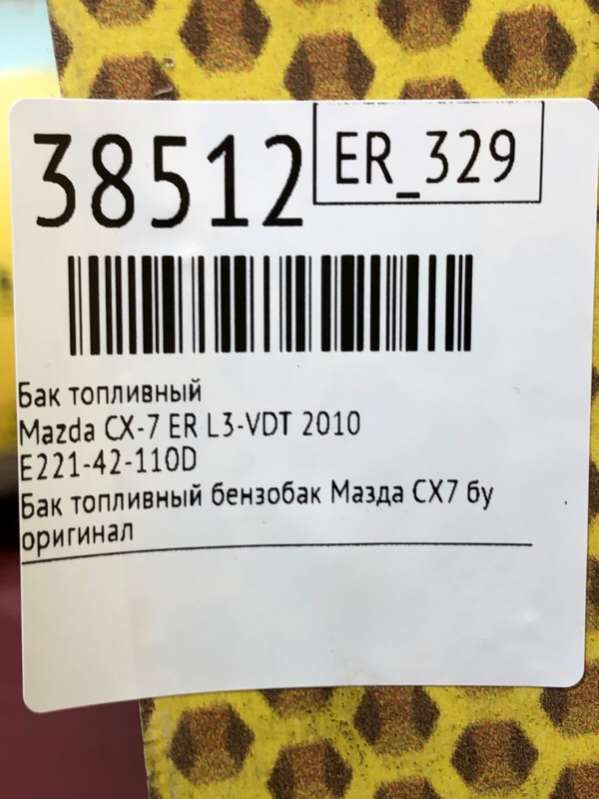 38512
ER_329
Бак топливный
Mazda CX-7 ER L3-VDT 2010
E221-42-110D
Бак топливный бензобак Мазда СХ7 бу
оригинал